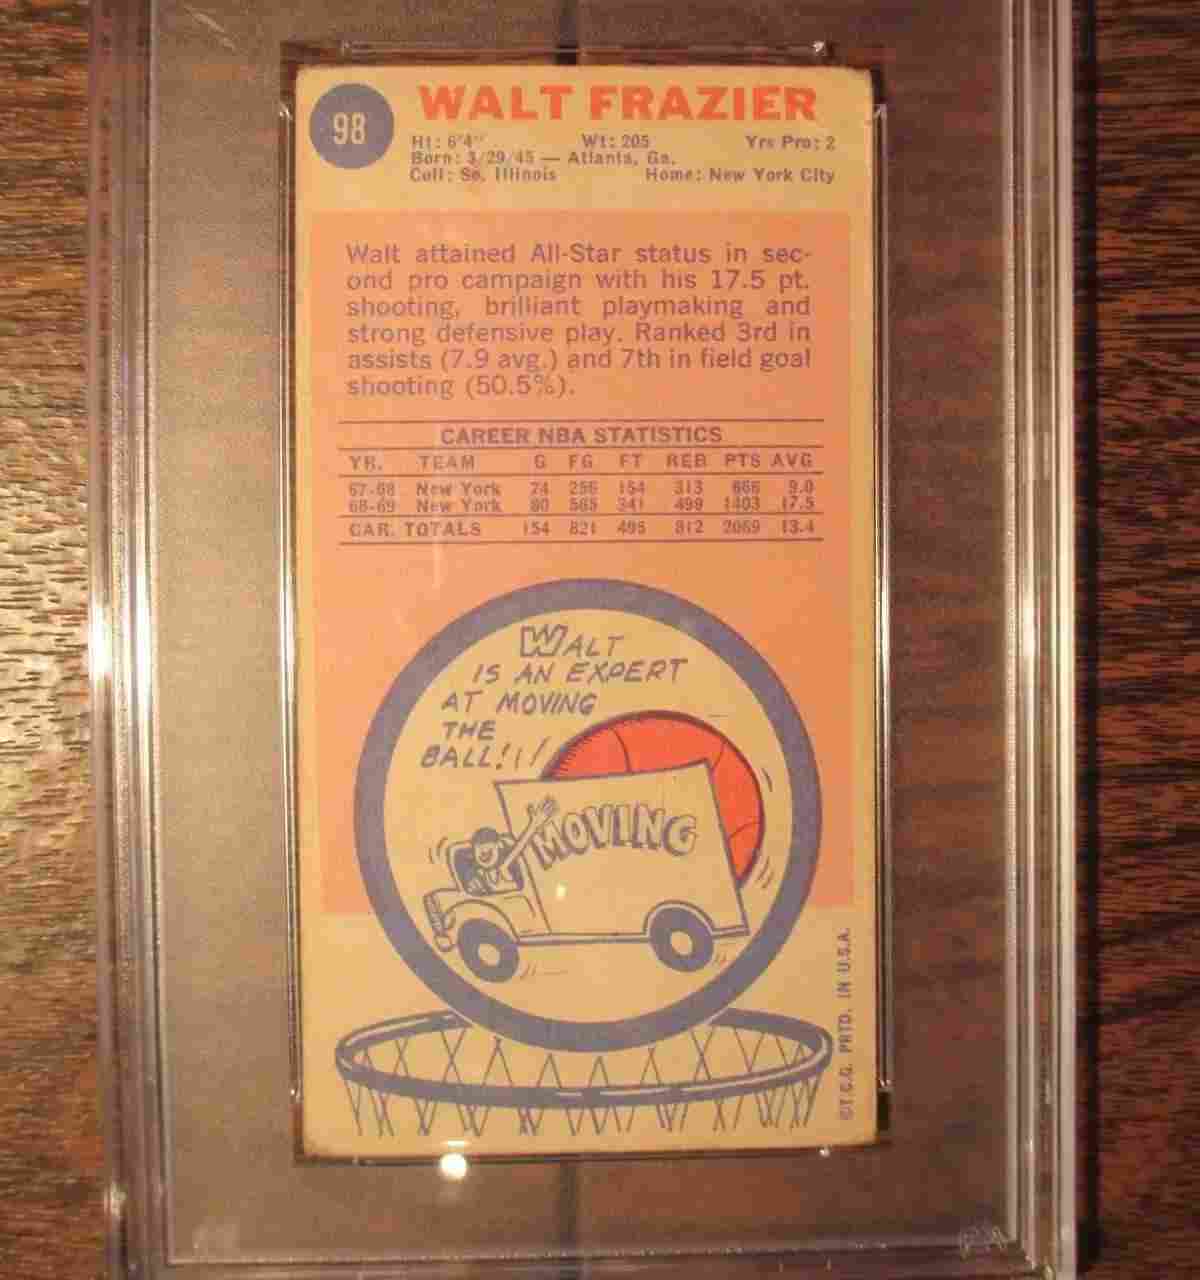 98
WALT FRAZIER
Ht: 6'4" Wt: 205 Yrs Pro: 2
Born: 3/29/45 — Atlanta, Ga.
Coll: So. Illinois Home: New York City
Walt attained All-Star status in sec-
ond pro campaign with his 17.5 pt.
shooting, brilliant playmaking and
strong defensive play. Ranked 3rd in
assists (7.9 avg.) and 7th in field goal
shooting (50.5%).
CAREER NBA STATISTICS
YR. TEAM G FG FT REB PTS AVG
67-68 New York 74 256 154 313 666 9.0
68-69 New York 80 565 341 499 1403 17.5
CAR. TOTALS 154 821 495 812 2069 13.4
WALT
IS AN EXPERT
AT MOVING
THE
BALL!
MOVING
©T.C.G. PRTD. IN U.S.A.